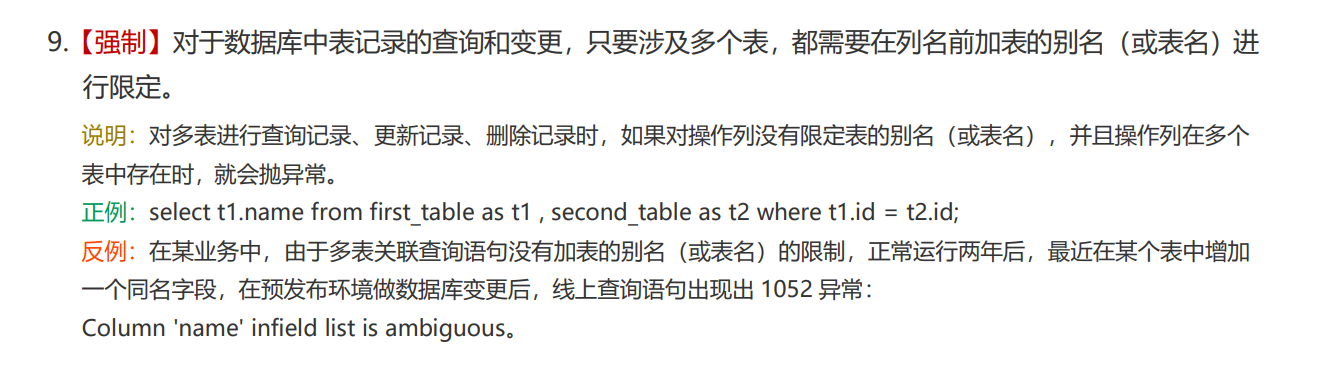 9.【强制】对于数据库中表记录的查询和变更，只要涉及多个表，都需要在列名前加表的别名（或表名）进
行限定。
说明：对多表进行查询记录、更新记录、删除记录时，如果对操作列没有限定表的别名（或表名），并且操作列在多个
表中存在时，就会抛异常。
正例：select t1.name from first_table as t1 , second_table as t2 where t1.id = t2.id;
反例：在某业务中，由于多表关联查询语句没有加表的别名（或表名）的限制，正常运行两年后，最近在某个表中增加
一个同名字段，在预发布环境做数据库变更后，线上查询语句出现出 1052 异常：
Column 'name' infield list is ambiguous。